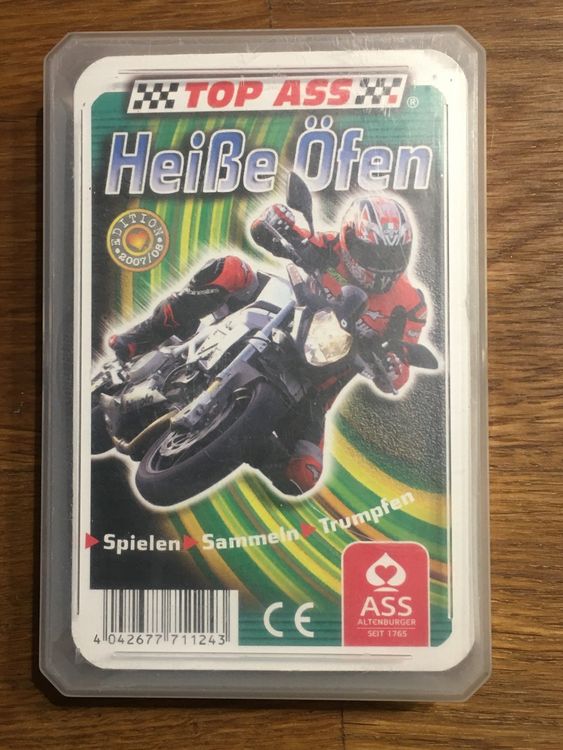 TOP ASS
®
Heiße Öfen
EDITION
2007/08
Spielen Sammeln Trumpfen
ASS
ALTENBURGER
SEIT 1765
CE
4 042677 711243